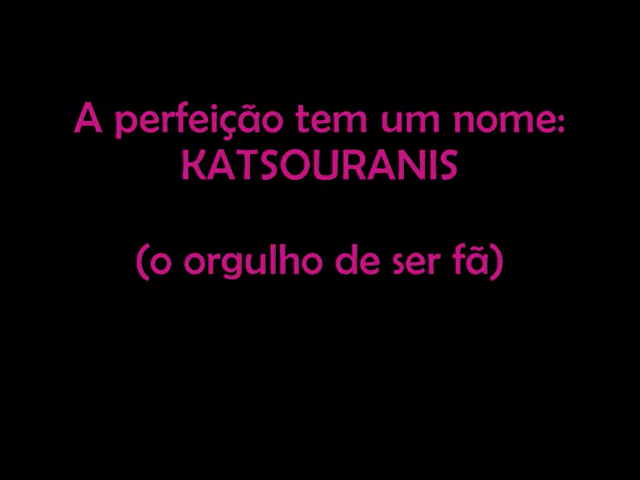 A perfeição tem um nome:
KATSOURANIS
(o orgulho de ser fã)